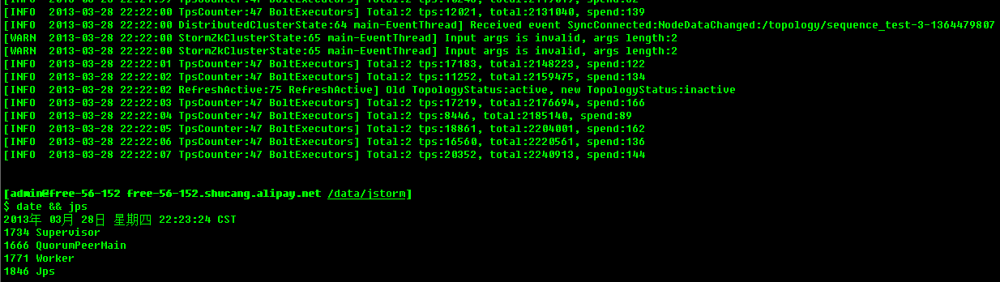 [INFO 2013-03-28 22:22:00 TpsCounter:47 BoltExecutors] Total:2 tps:12021, total:2131040, spend:139
[INFO 2013-03-28 22:22:00 DistributedClusterState:64 main-EventThread] Received event SyncConnected:NodeDataChanged:/topology/sequence_test-3-1364479807
[WARN 2013-03-28 22:22:00 StormZkClusterState:65 main-EventThread] Input args is invalid, args length:2
[WARN 2013-03-28 22:22:00 StormZkClusterState:65 main-EventThread] Input args is invalid, args length:2
[INFO 2013-03-28 22:22:01 TpsCounter:47 BoltExecutors] Total:2 tps:17183, total:2148223, spend:122
[INFO 2013-03-28 22:22:02 TpsCounter:47 BoltExecutors] Total:2 tps:11252, total:2159475, spend:134
[INFO 2013-03-28 22:22:02 RefreshActive:75 RefreshActive] Old TopologyStatus:active, new TopologyStatus:inactive
[INFO 2013-03-28 22:22:03 TpsCounter:47 BoltExecutors] Total:2 tps:17219, total:2176694, spend:166
[INFO 2013-03-28 22:22:04 TpsCounter:47 BoltExecutors] Total:2 tps:8446, total:2185140, spend:89
[INFO 2013-03-28 22:22:05 TpsCounter:47 BoltExecutors] Total:2 tps:18861, total:2204001, spend:162
[INFO 2013-03-28 22:22:06 TpsCounter:47 BoltExecutors] Total:2 tps:16560, total:2220561, spend:136
[INFO 2013-03-28 22:22:07 TpsCounter:47 BoltExecutors] Total:2 tps:20352, total:2240913, spend:144
[admin@free-56-152 free-56-152.shucang.alipay.net /data/jstorm]
$ date && jps
2013年 03月 28日 星期四 22:23:24 CST
1734 Supervisor
1666 QuorumPeerMain
1771 Worker
1846 Jps